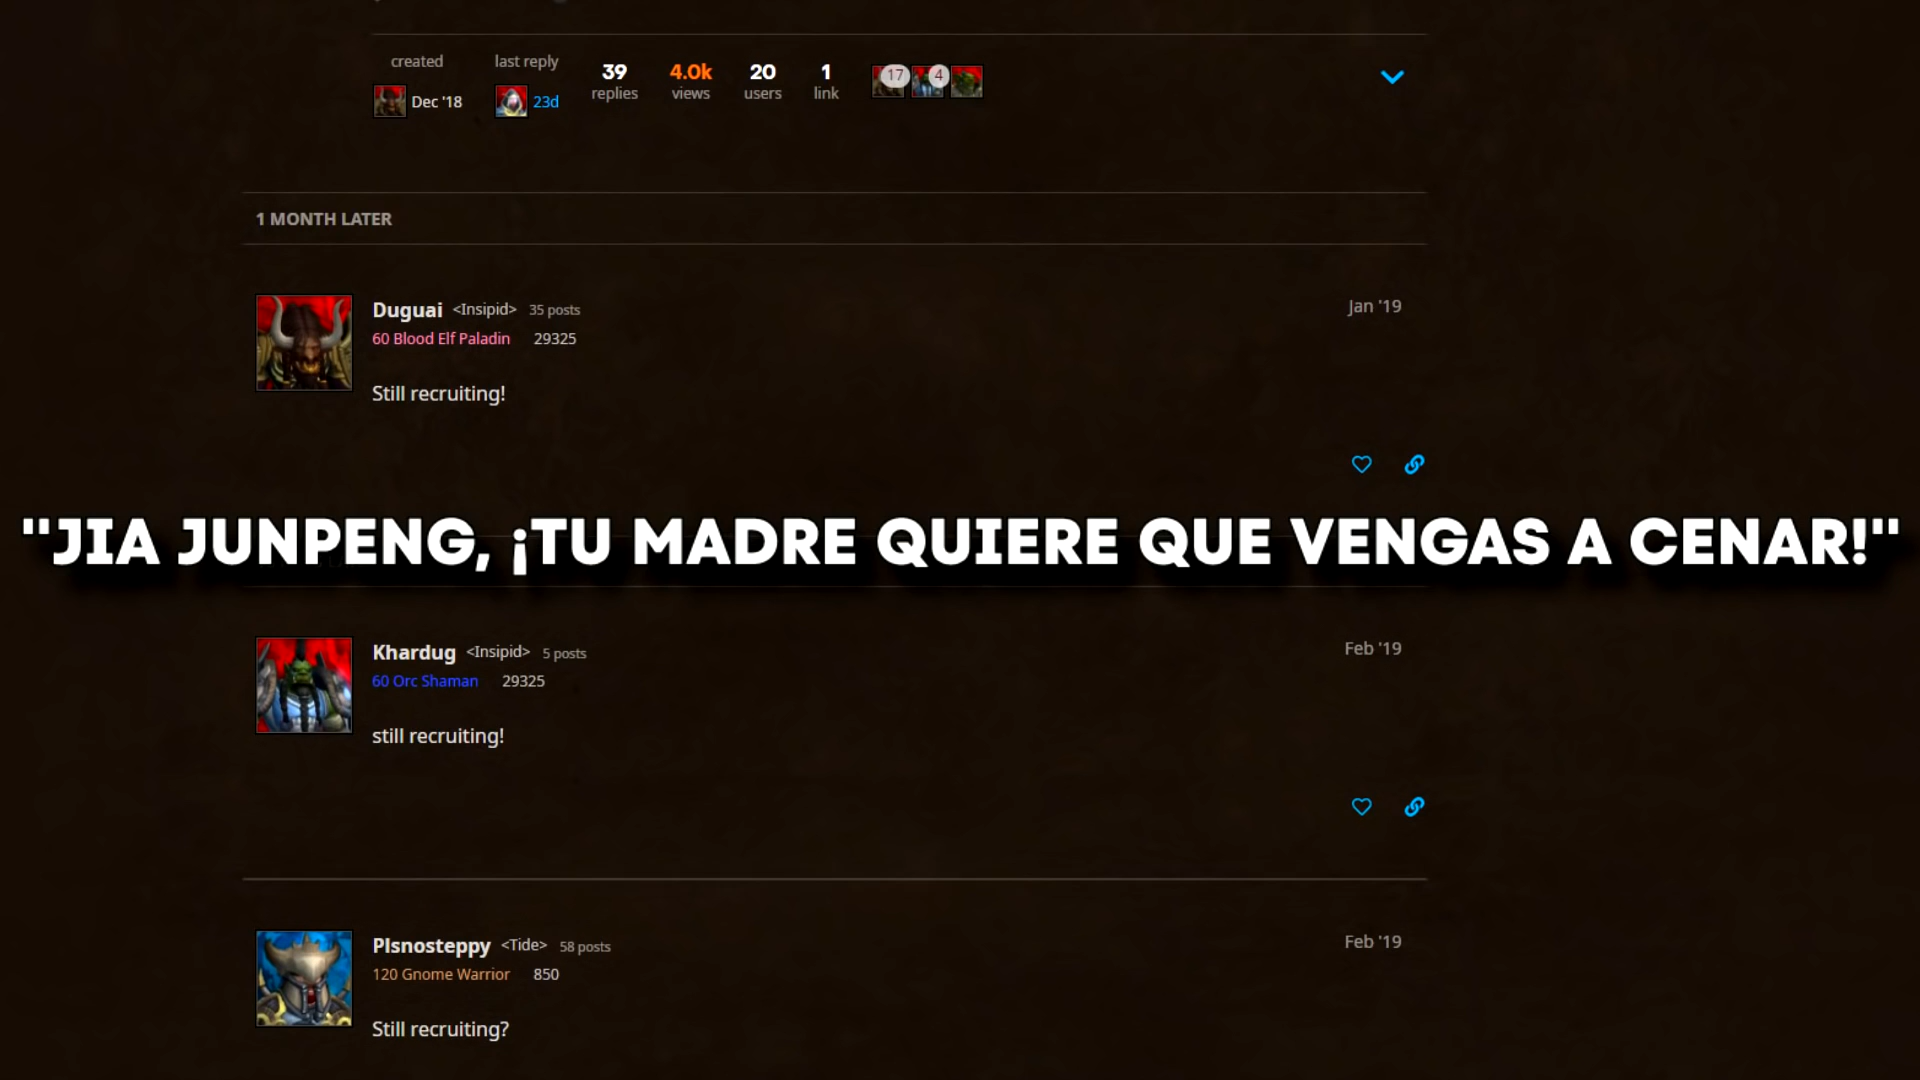 created
last reply
39
4.0k
20
1
replies
views
users
link
17
4
Dec '18
23d
1 MONTH LATER
Duguai <Insipid> 35 posts
Jan '19
60 Blood Elf Paladin 29325
Still recruiting!
"JIA JUNPENG, ¡TU MADRE QUIERE QUE VENGAS A CENAR!"
Khardug <Insipid> 5 posts
Feb '19
60 Orc Shaman 29325
still recruiting!
Plsnosteppy <Tide> 58 posts
Feb '19
120 Gnome Warrior 850
Still recruiting?